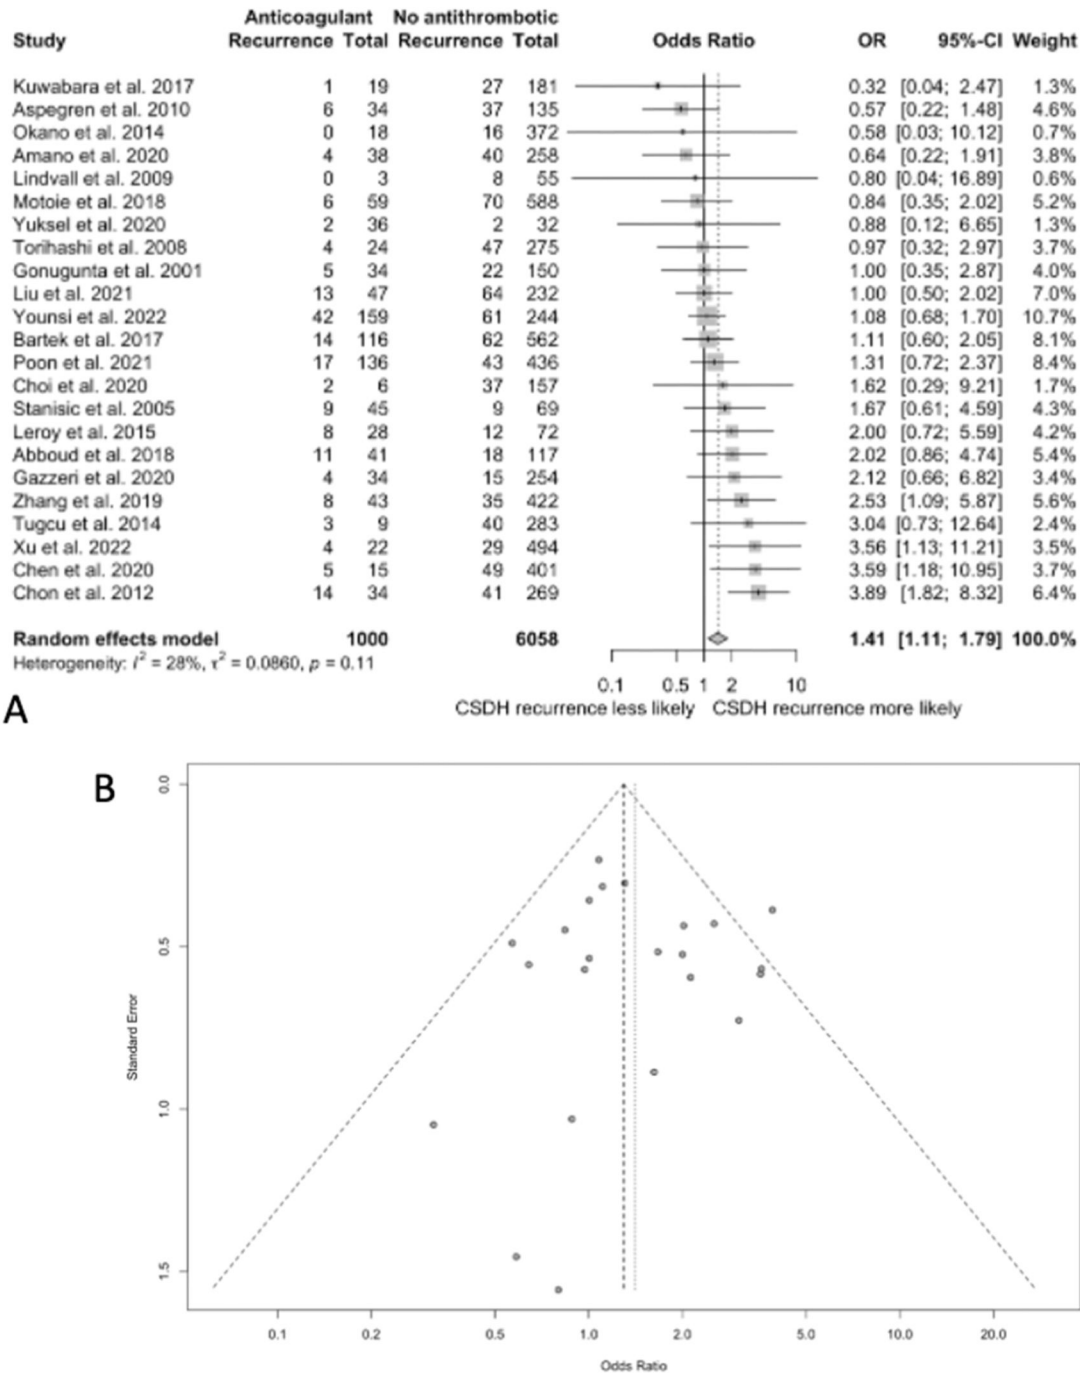 Anticoagulant No antithrombotic
Study Recurrence Total Recurrence Total Odds Ratio OR 95%-CI Weight
Kuwabara et al. 2017 1 19 27 181 0.32 [0.04; 2.47] 1.3%
Aspegren et al. 2010 6 34 37 135 0.57 [0.22; 1.48] 4.6%
Okano et al. 2014 0 18 16 372 0.58 [0.03; 10.12] 0.7%
Amano et al. 2020 4 38 40 258 0.64 [0.22; 1.91] 3.8%
Lindvall et al. 2009 0 3 8 55 0.80 [0.04; 16.89] 0.6%
Motoie et al. 2018 6 59 70 588 0.84 [0.35; 2.02] 5.2%
Yuksel et al. 2020 2 36 2 32 0.88 [0.12; 6.65] 1.3%
Torihashi et al. 2008 4 24 47 275 0.97 [0.32; 2.97] 3.7%
Gonugunta et al. 2001 5 34 22 150 1.00 [0.35; 2.87] 4.0%
Liu et al. 2021 13 47 64 232 1.00 [0.50; 2.02] 7.0%
Younsi et al. 2022 42 159 61 244 1.08 [0.68; 1.70] 10.7%
Bartek et al. 2017 14 116 62 562 1.11 [0.60; 2.05] 8.1%
Poon et al. 2021 17 136 43 436 1.31 [0.72; 2.37] 8.4%
Choi et al. 2020 2 6 37 157 1.62 [0.29; 9.21] 1.7%
Stanisic et al. 2005 9 45 9 69 1.67 [0.61; 4.59] 4.3%
Leroy et al. 2015 8 28 12 72 2.00 [0.72; 5.59] 4.2%
Abboud et al. 2018 11 41 18 117 2.02 [0.86; 4.74] 5.4%
Gazzeri et al. 2020 4 34 15 254 2.12 [0.66; 6.82] 3.4%
Zhang et al. 2019 8 43 35 422 2.53 [1.09; 5.87] 5.6%
Tugcu et al. 2014 3 9 40 283 3.04 [0.73; 12.64] 2.4%
Xu et al. 2022 4 22 29 494 3.56 [1.13; 11.21] 3.5%
Chen et al. 2020 5 15 49 401 3.59 [1.18; 10.95] 3.7%
Chon et al. 2012 14 34 41 269 3.89 [1.82; 8.32] 6.4%
Random effects model 1000 6058 1.41 [1.11; 1.79] 100.0%
Heterogeneity: I² = 28%, τ² = 0.0860, p = 0.11
0.1 0.5 1 2 10
CSDH recurrence less likely CSDH recurrence more likely
A
B
0.0
0.5
1.0
1.5
Standard Error
0.1 0.2 0.5 1.0 2.0 5.0 10.0 20.0
Odds Ratio